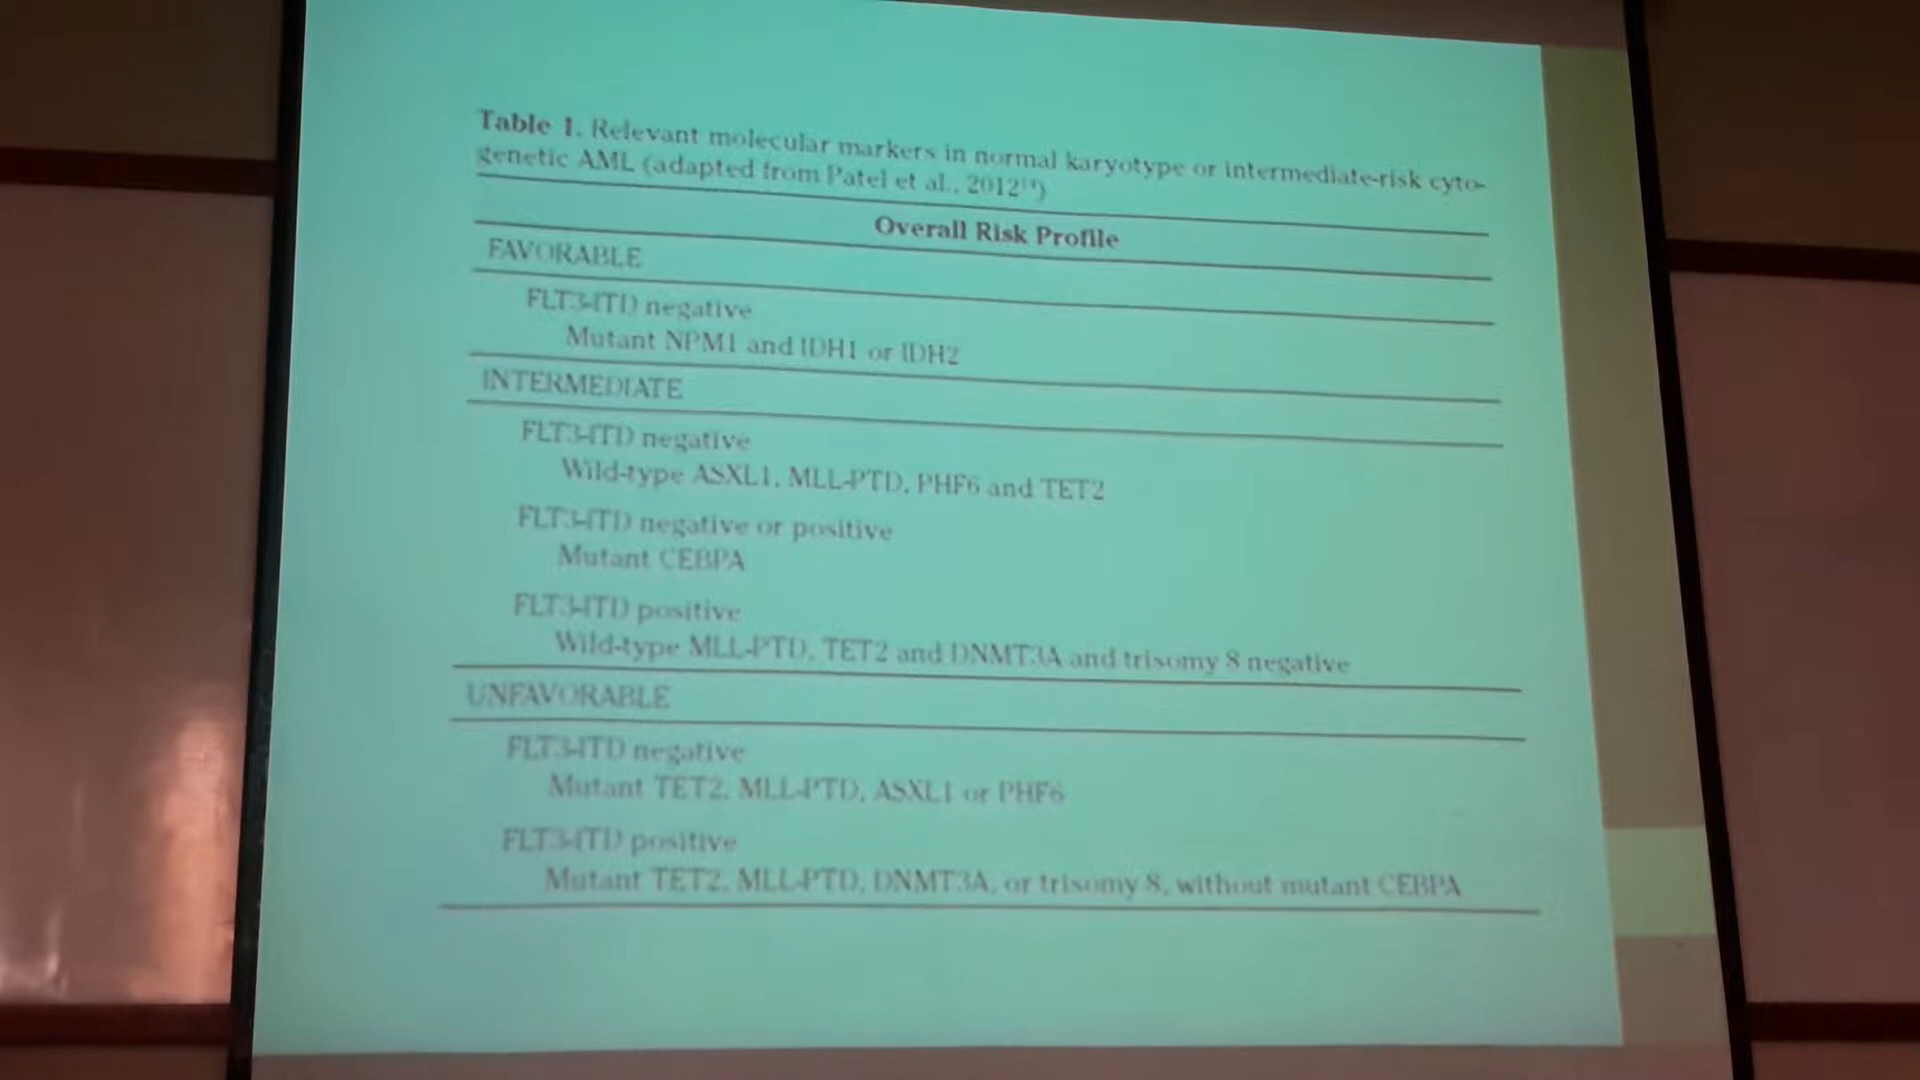 Table 1. Relevant molecular markers in normal karyotype or intermediate-risk cyto-
genetic AML (adapted from Patel et al., 2012)
Overall Risk Profile
FAVORABLE
FLT3-ITD negative
Mutant NPM1 and IDH1 or IDH2
INTERMEDIATE
FLT3-ITD negative
Wild-type ASXL1, MLL-PTD, PHF6 and TET2
FLT3-ITD negative or positive
Mutant CEBPA
FLT3-ITD positive
Wild-type MLL-PTD, TET2 and DNMT3A and trisomy 8 negative
UNFAVORABLE
FLT3-ITD negative
Mutant TET2, MLL-PTD, ASXL1 or PHF6
FLT3-ITD positive
Mutant TET2, MLL-PTD, DNMT3A, or trisomy 8, without mutant CEBPA